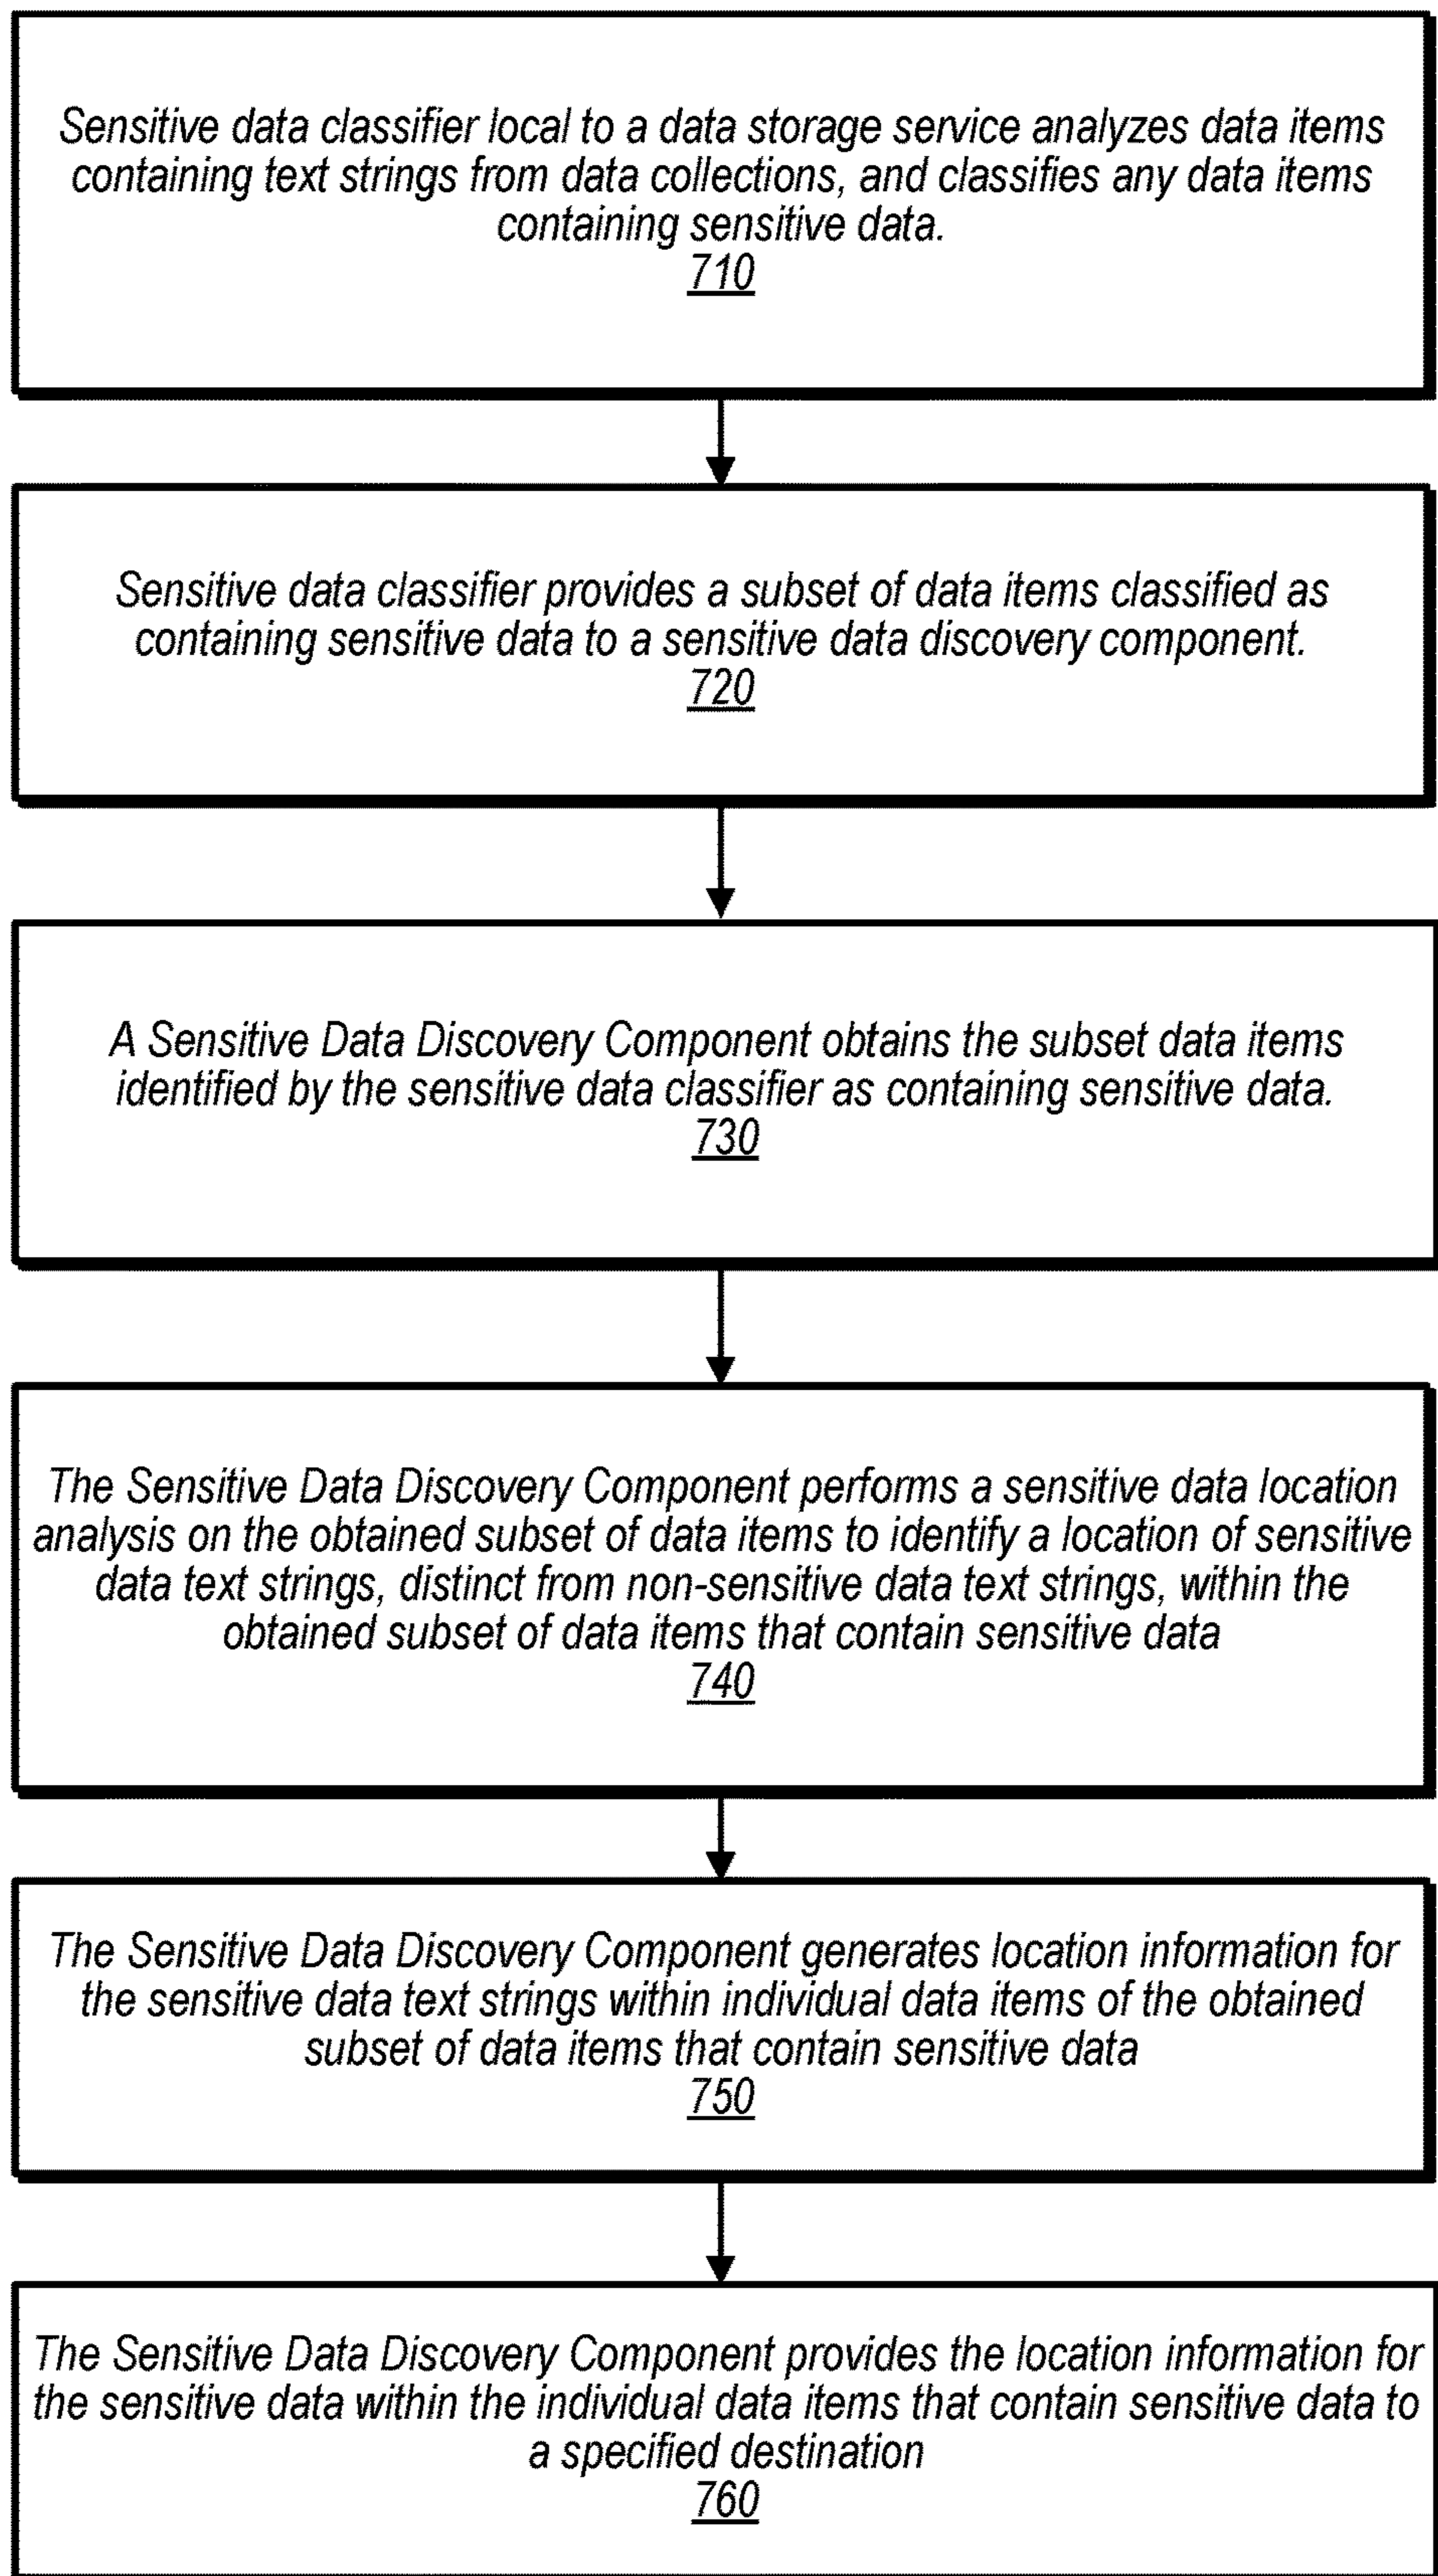 Sensitive data classifier local to a data storage service analyzes data items
containing text strings from data collections, and classifies any data items
containing sensitive data.
710
Sensitive data classifier provides a subset of data items classified as
containing sensitive data to a sensitive data discovery component.
720
A Sensitive Data Discovery Component obtains the subset data items
identified by the sensitive data classifier as containing sensitive data.
730
The Sensitive Data Discovery Component performs a sensitive data location
analysis on the obtained subset of data items to identify a location of sensitive
data text strings, distinct from non-sensitive data text strings, within the
obtained subset of data items that contain sensitive data
740
The Sensitive Data Discovery Component generates location information for
the sensitive data text strings within individual data items of the obtained
subset of data items that contain sensitive data
750
The Sensitive Data Discovery Component provides the location information for
the sensitive data within the individual data items that contain sensitive data to
a specified destination
760